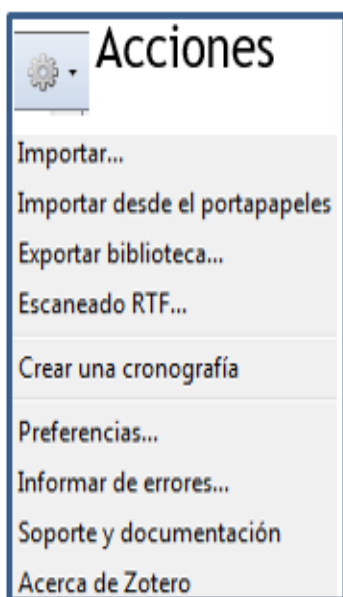 Acciones
Importar...
Importar desde el portapapeles
Exportar biblioteca...
Escaneado RTF...
Crear una cronografía
Preferencias...
Informar de errores...
Soporte y documentación
Acerca de Zotero